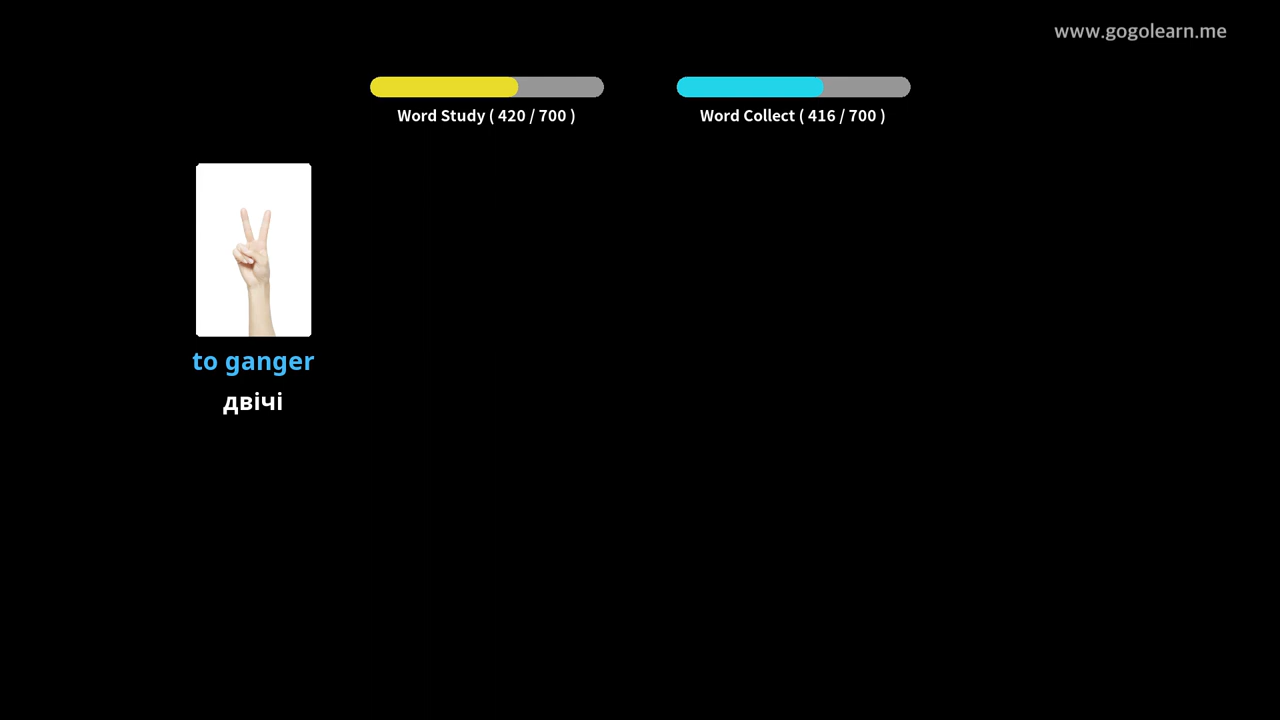 www.gogolearn.me
Word Study ( 420 / 700 )
Word Collect ( 416 / 700 )
to ganger
двічі